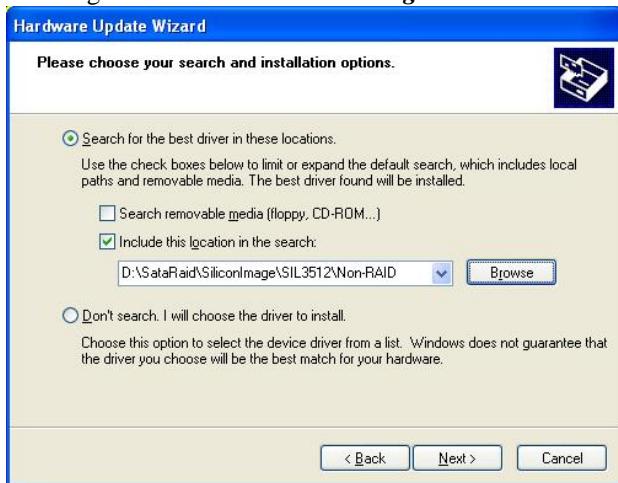 Hardware Update Wizard
Please choose your search and installation options.
Search for the best driver in these locations.
Use the check boxes below to limit or expand the default search, which includes local
paths and removable media. The best driver found will be installed.
Search removable media (floppy, CD-ROM...)
Include this location in the search:
D:\SataRaid\SiliconImage\SIL3512\Non-RAID
Browse
Don't search. I will choose the driver to install.
Choose this option to select the device driver from a list. Windows does not guarantee that
the driver you choose will be the best match for your hardware.
< Back Next > Cancel